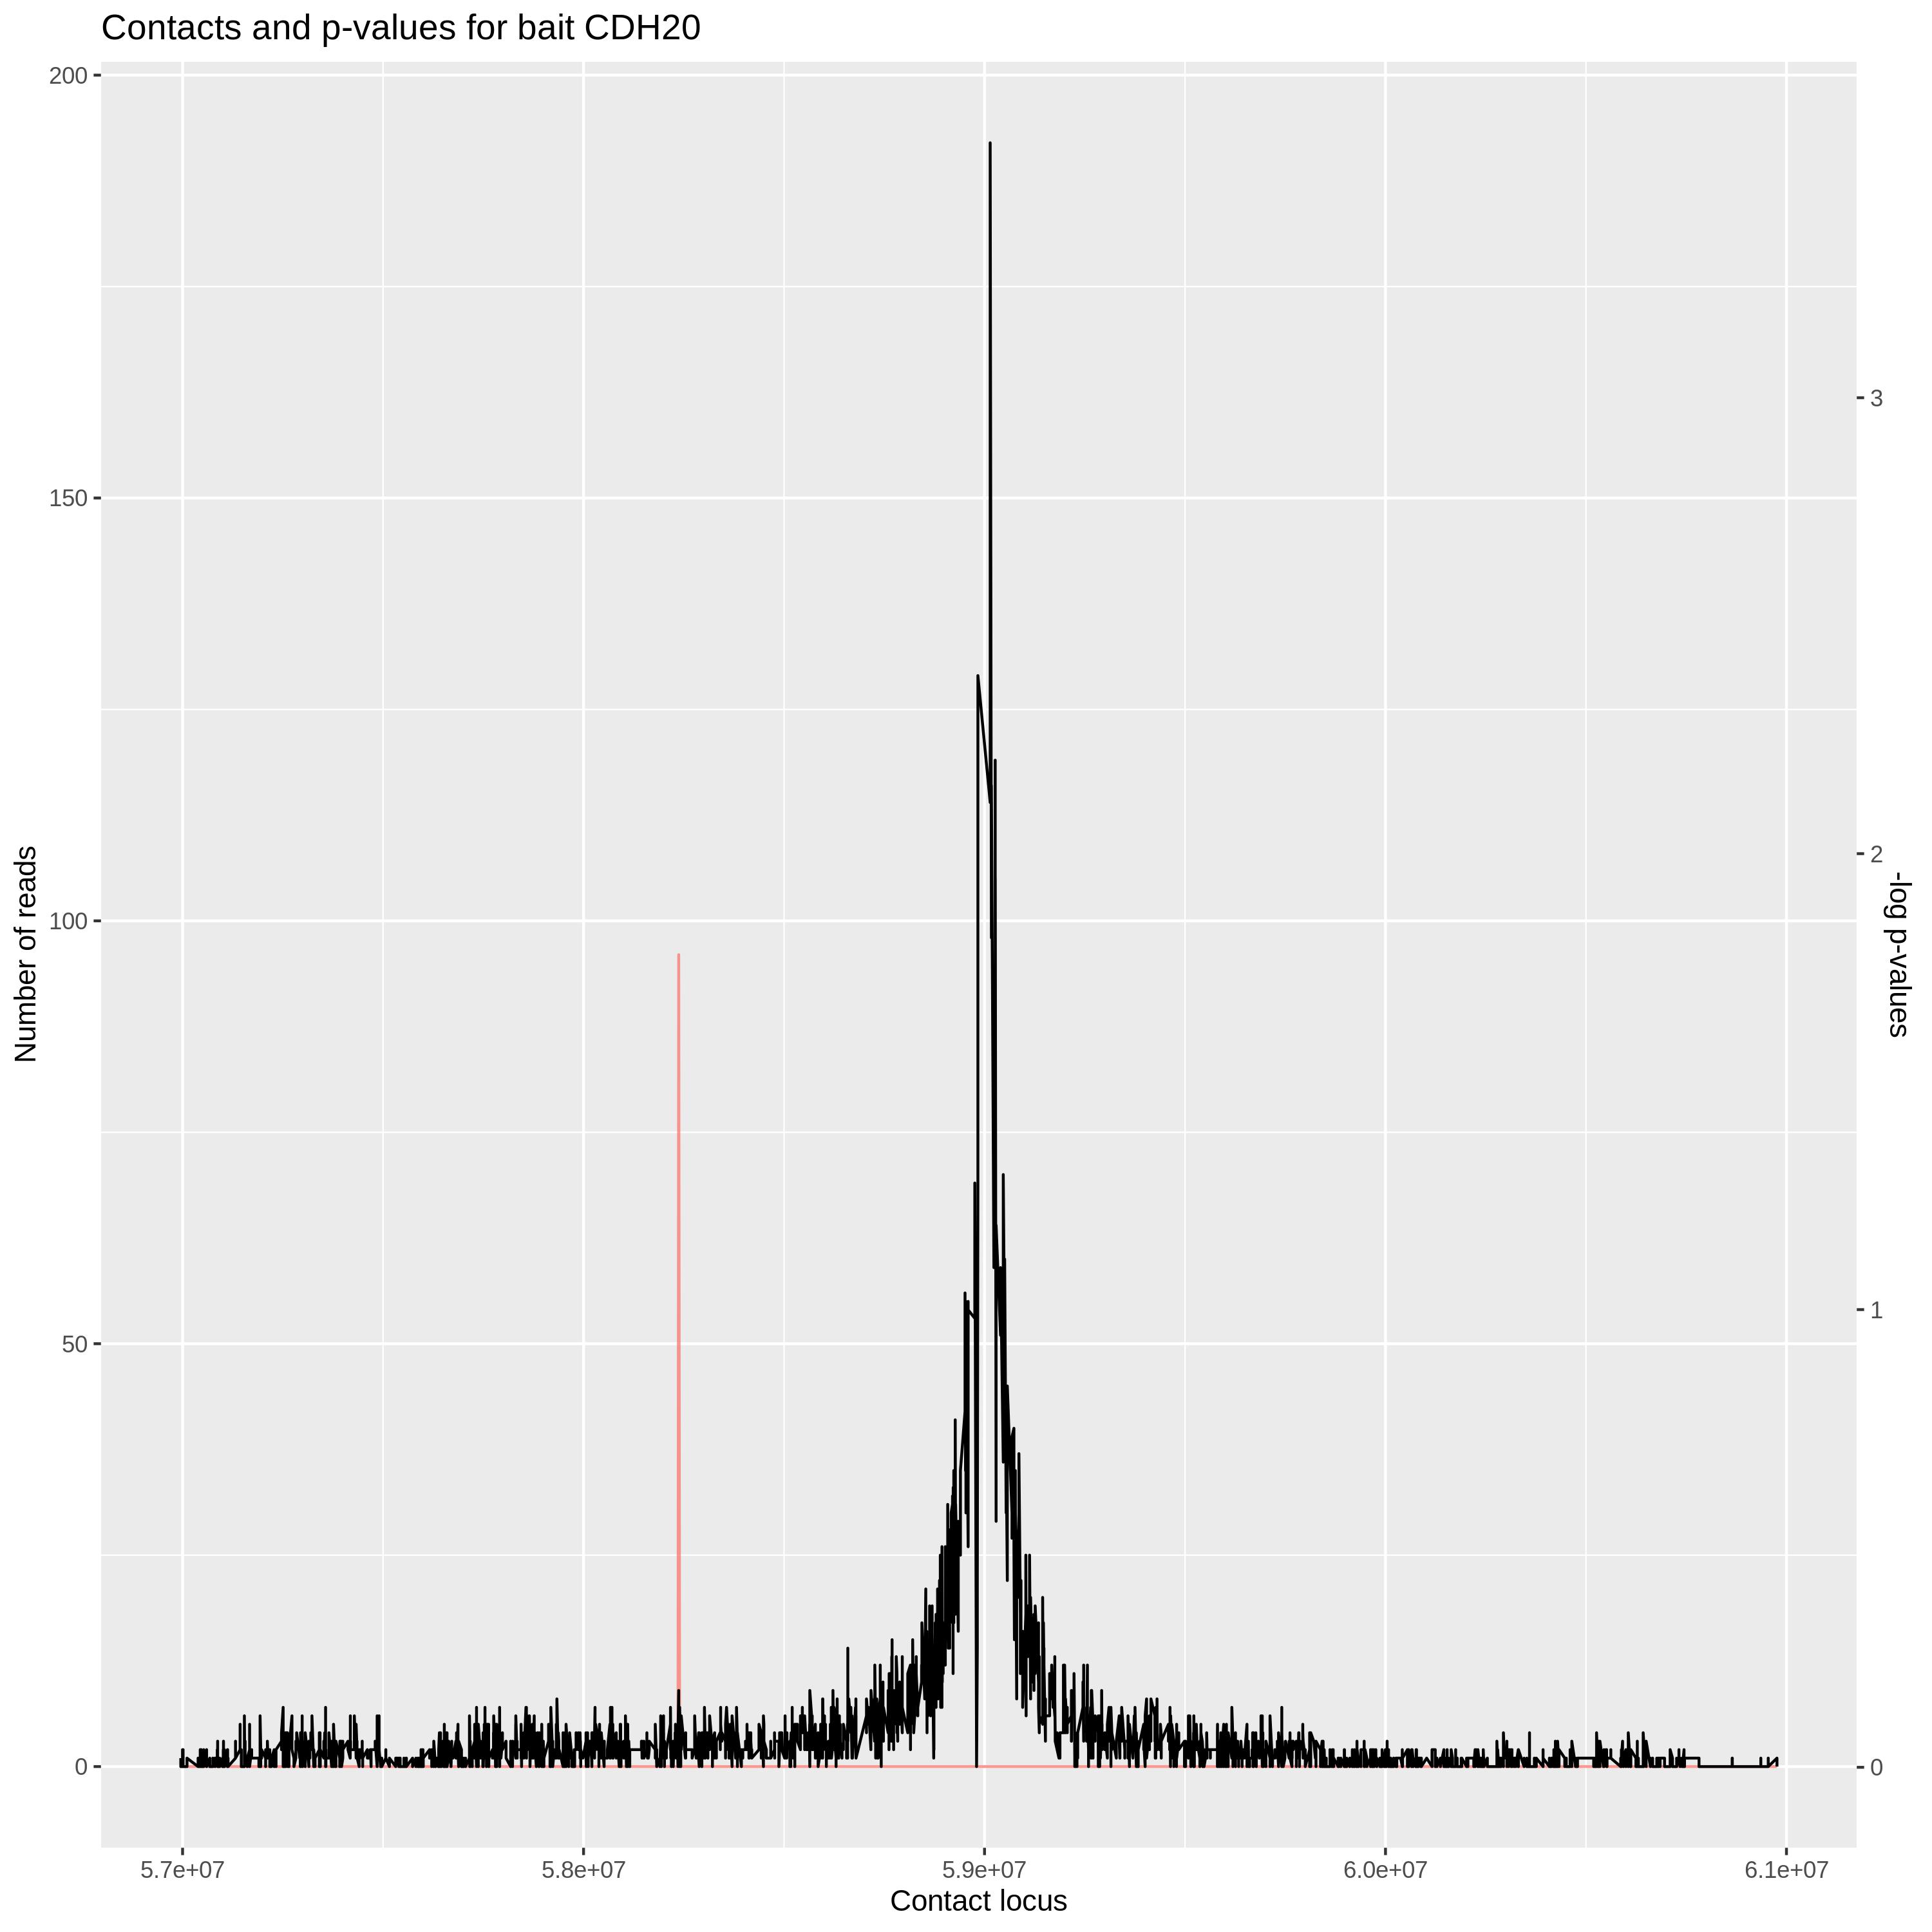 Contacts and p-values for bait CDH20
200
150
100
50
0
Number of reads
3
2
1
0
-log p-values
5.7e+07 5.8e+07 5.9e+07 6.0e+07 6.1e+07
Contact locus